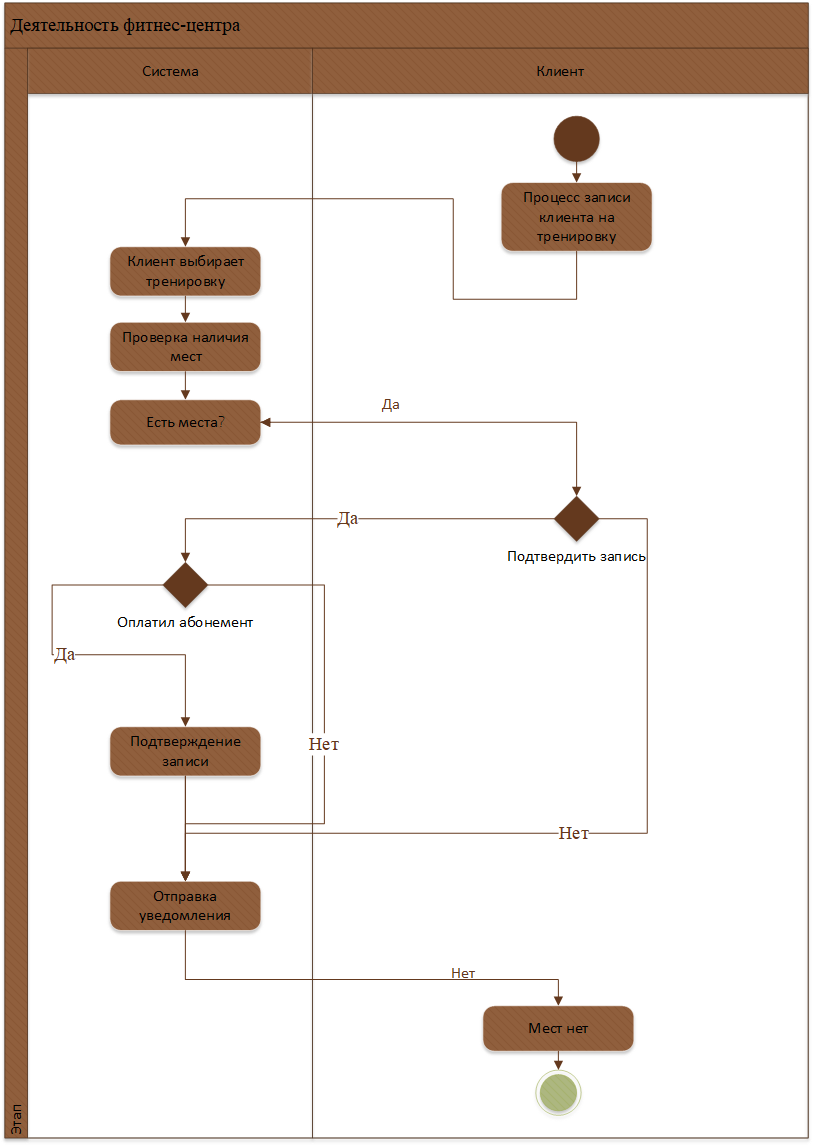 Деятельность фитнес-центра
Система
Клиент
Процесс записи
клиента на
тренировку
Клиент выбирает
тренировку
Проверка наличия
мест
Есть места?
Да
Да
Подтвердить запись
Оплатил абонемент
Да
Подтверждение
записи
Нет
Нет
Отправка
уведомления
Нет
Мест нет
Этап